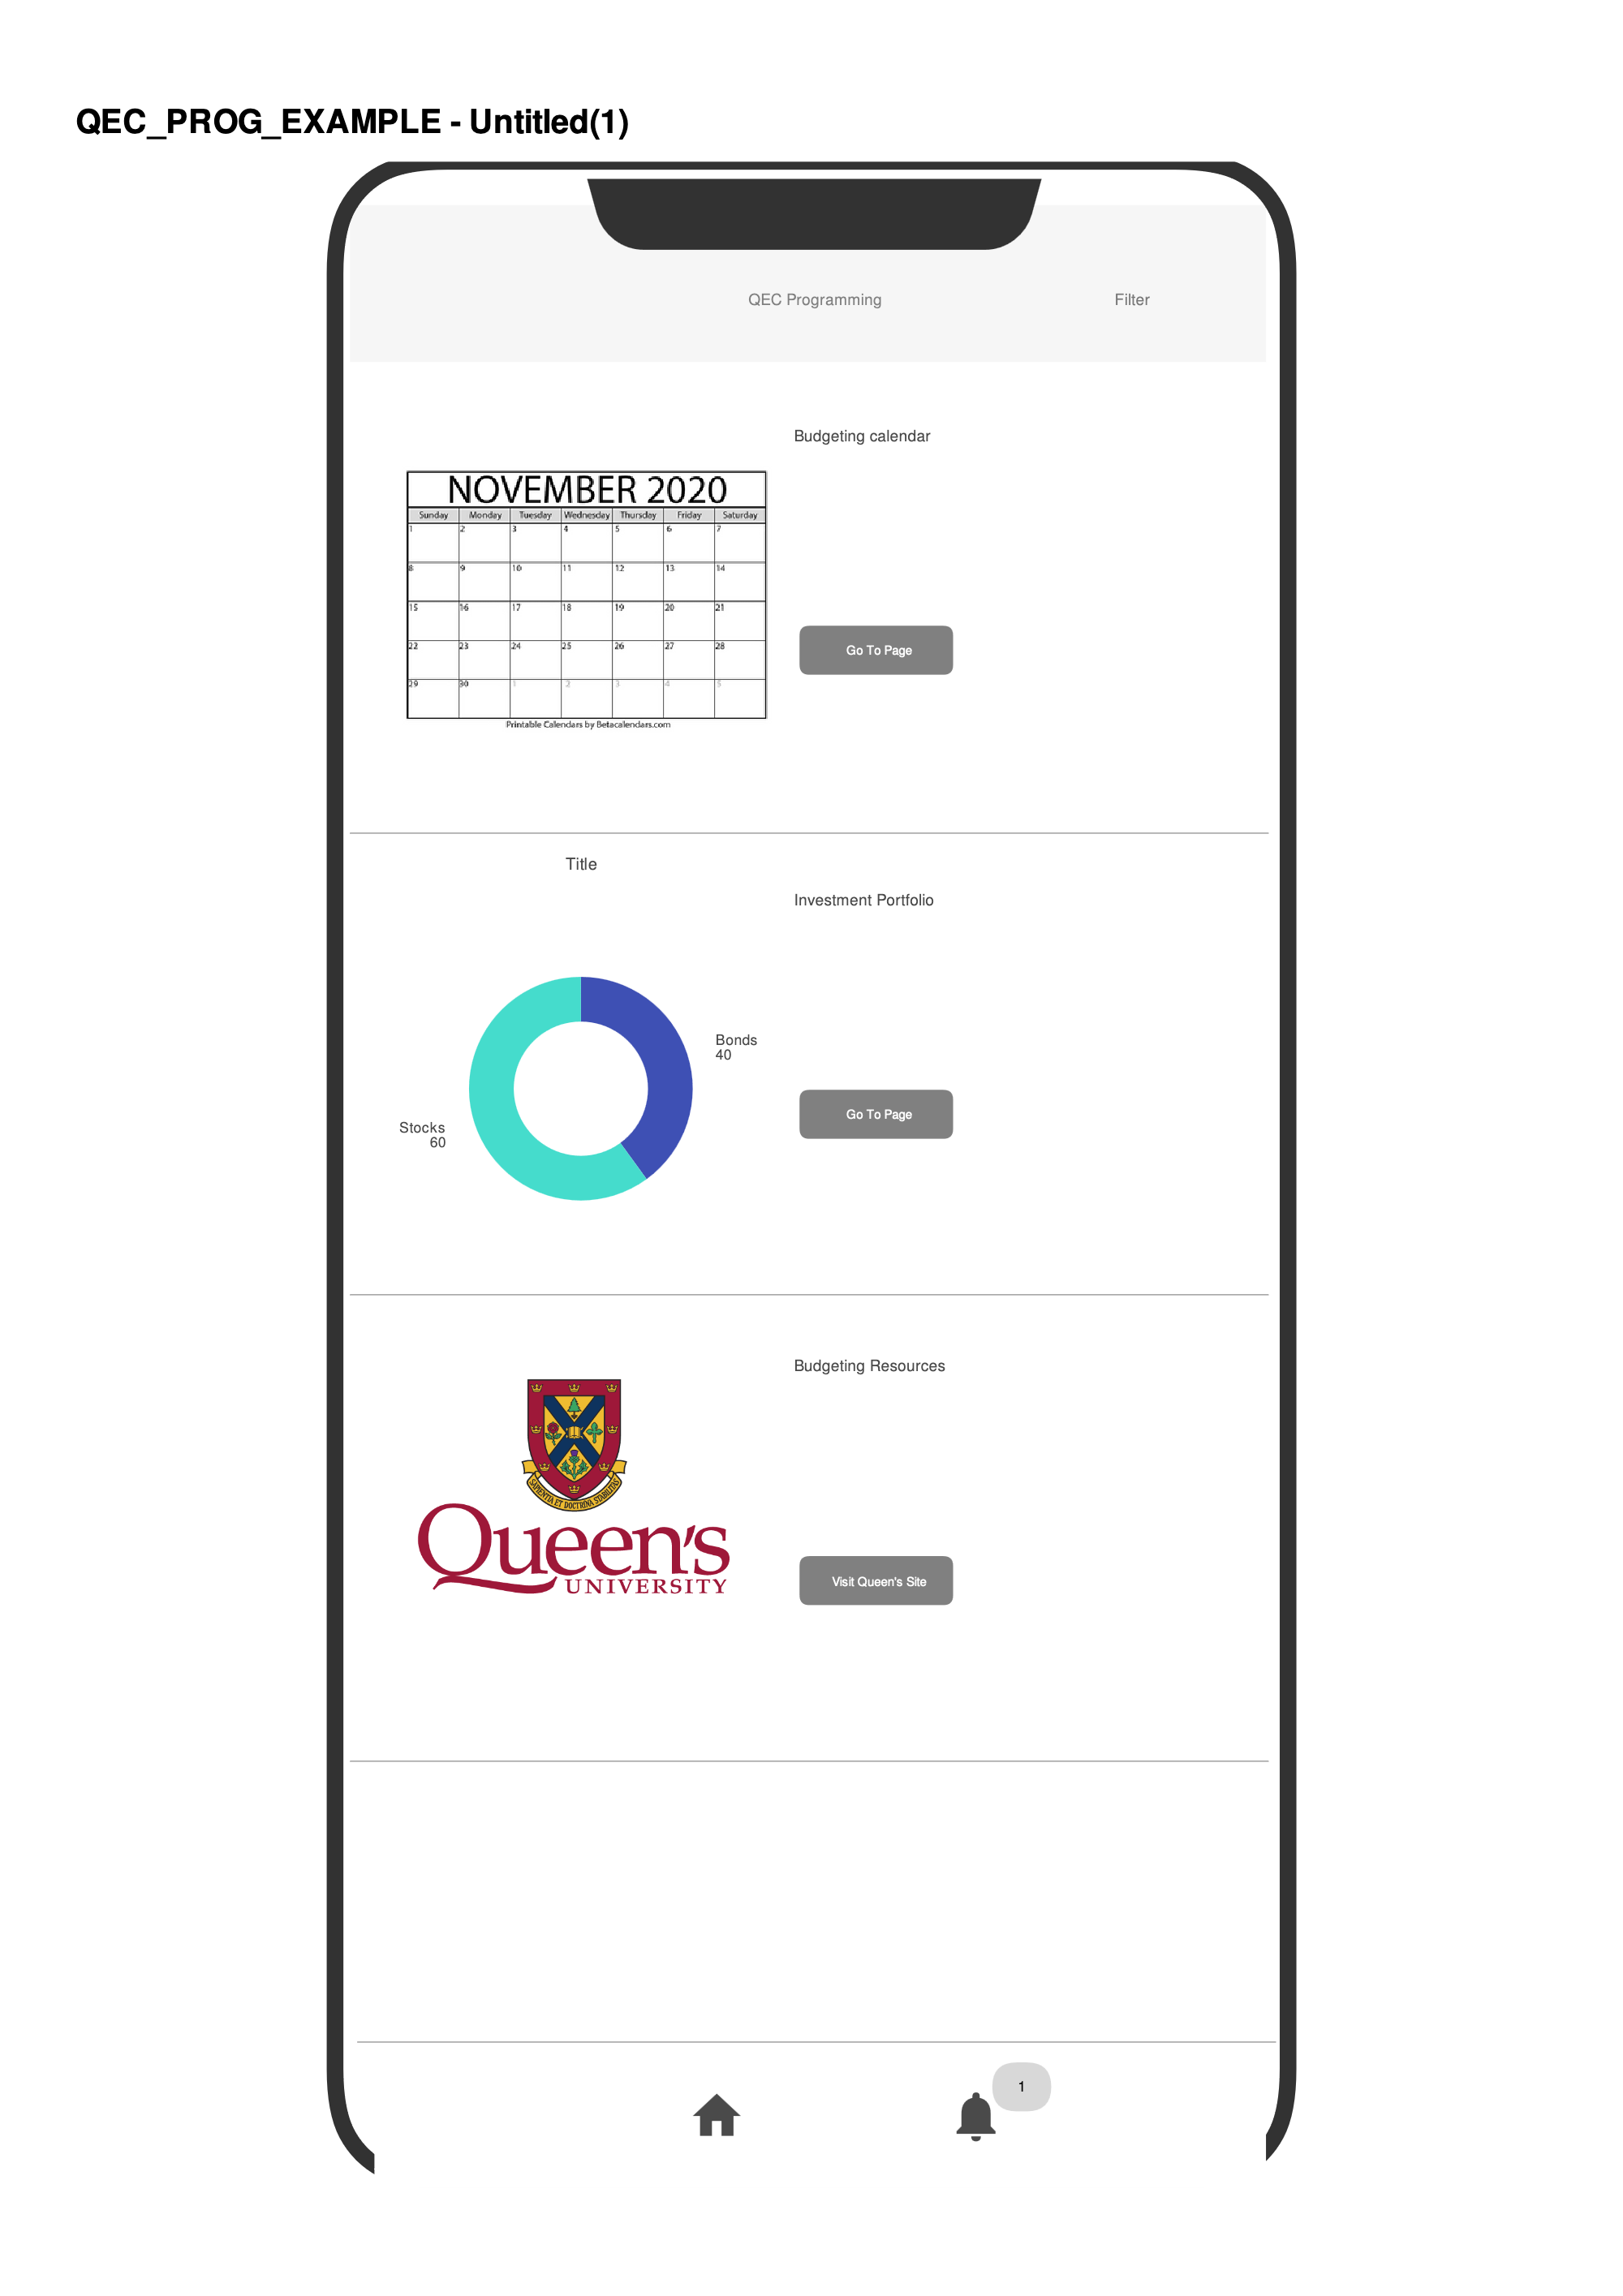 QEC_PROG_EXAMPLE - Untitled(1)
QEC Programming Filter
Budgeting calendar
NOVEMBER 2020
Sunday Monday Tuesday Wednesday Thursday Friday Saturday
1 2 3 4 5 6 7
8 9 10 11 12 13 14
15 16 17 18 19 20 21
22 23 24 25 26 27 28
29 30 1 2 3 4 5
Printable Calendars by Betacalendars.com
Go To Page
Title
Investment Portfolio
Bonds
40
Stocks
60
Go To Page
Budgeting Resources
SAPIENTIA ET DOCTRINA STABILITAS
Queen's
UNIVERSITY
Visit Queen's Site
1